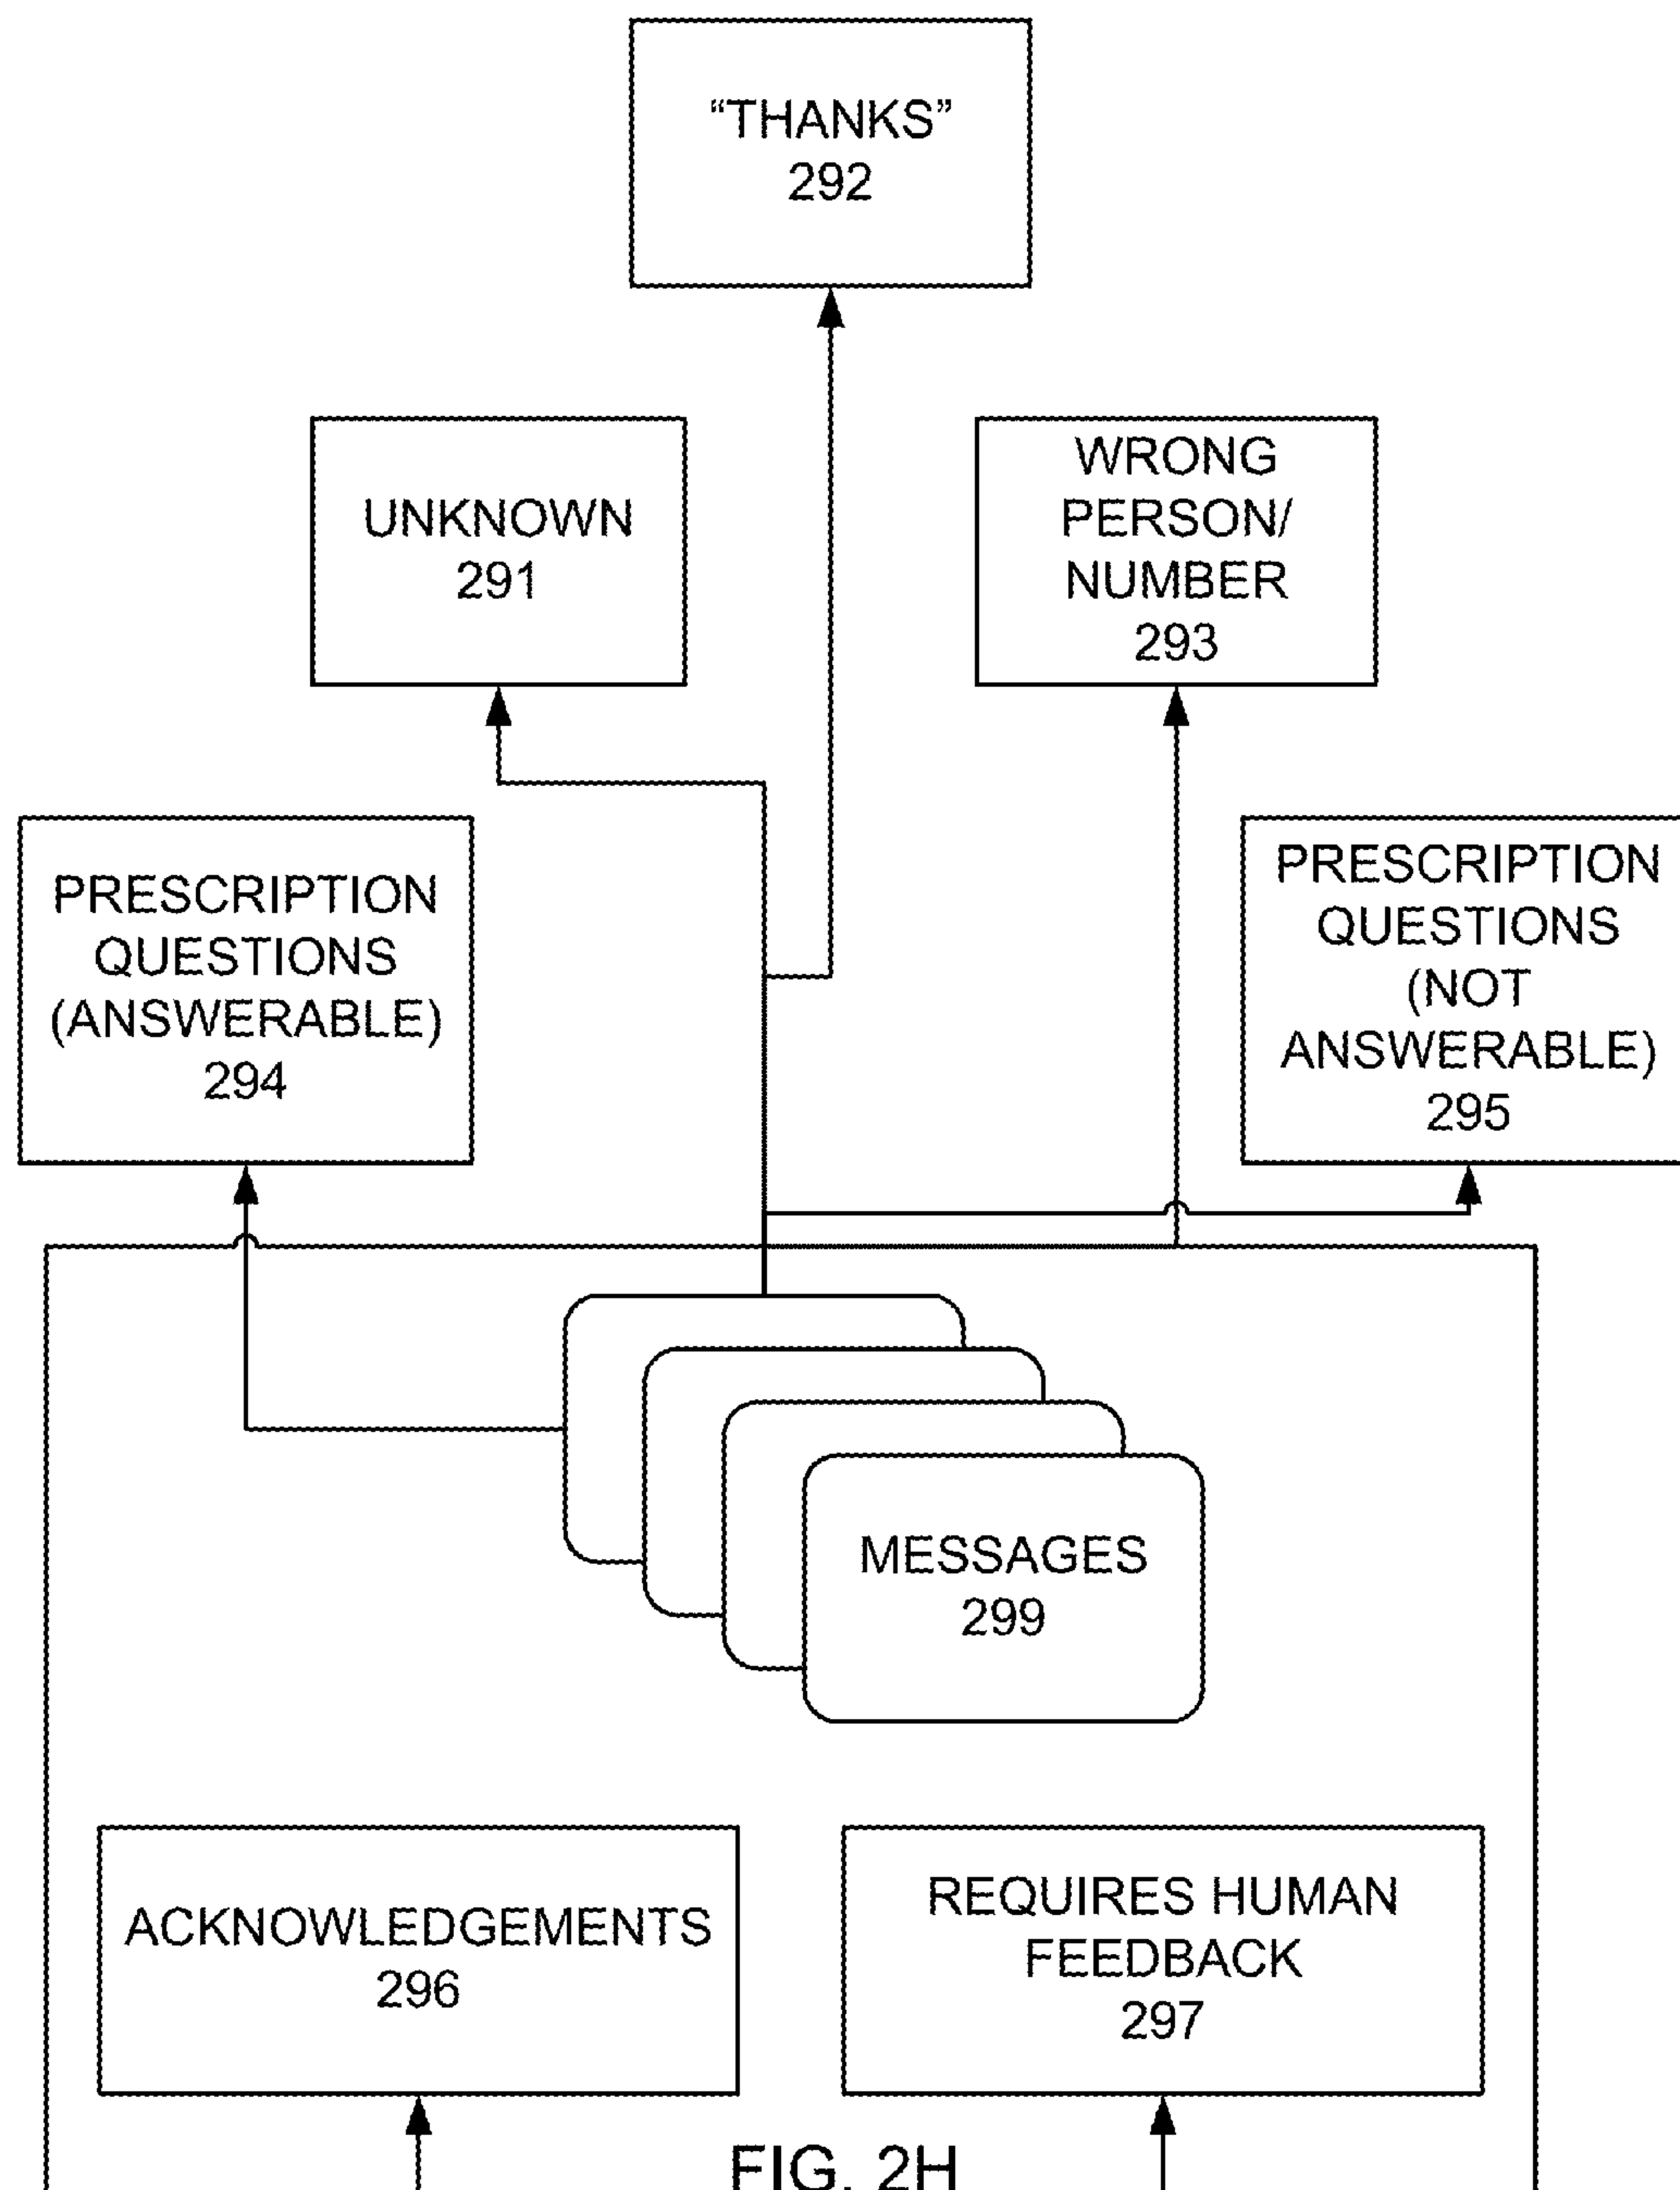 “THANKS”
292
UNKNOWN
291
WRONG
PERSON/
NUMBER
293
PRESCRIPTION
QUESTIONS
(ANSWERABLE)
294
PRESCRIPTION
QUESTIONS
(NOT
ANSWERABLE)
295
MESSAGES
299
ACKNOWLEDGEMENTS
296
REQUIRES HUMAN
FEEDBACK
297
FIG. 2H